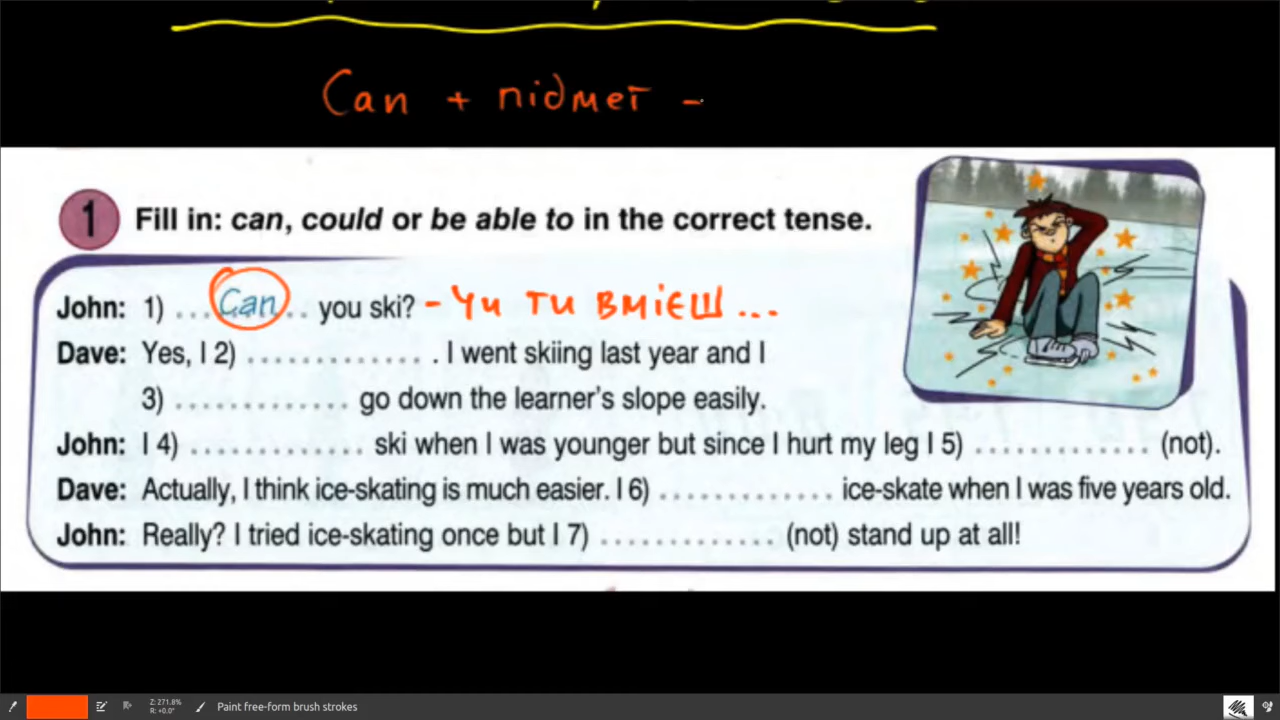 Can + підмет -
1 Fill in: can, could or be able to in the correct tense.
John: 1) ...Can.. you ski? - Чи ти вмієш ...
Dave: Yes, I 2) .............. . I went skiing last year and I
3) .............. go down the learner's slope easily.
John: I 4) .............. ski when I was younger but since I hurt my leg I 5) .............. (not).
Dave: Actually, I think ice-skating is much easier. I 6) .............. ice-skate when I was five years old.
John: Really? I tried ice-skating once but I 7) .............. (not) stand up at all!
Z: 271.8%
R: +0.0°
Paint free-form brush strokes